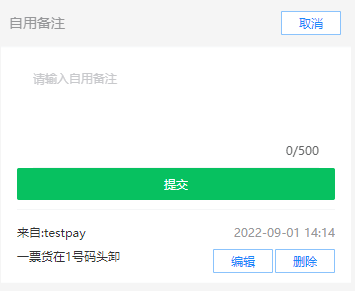 自用备注 取消
请输入自用备注
0/500
提交
来自:testpay 2022-09-01 14:14
一票货在1号码头卸 编辑 删除